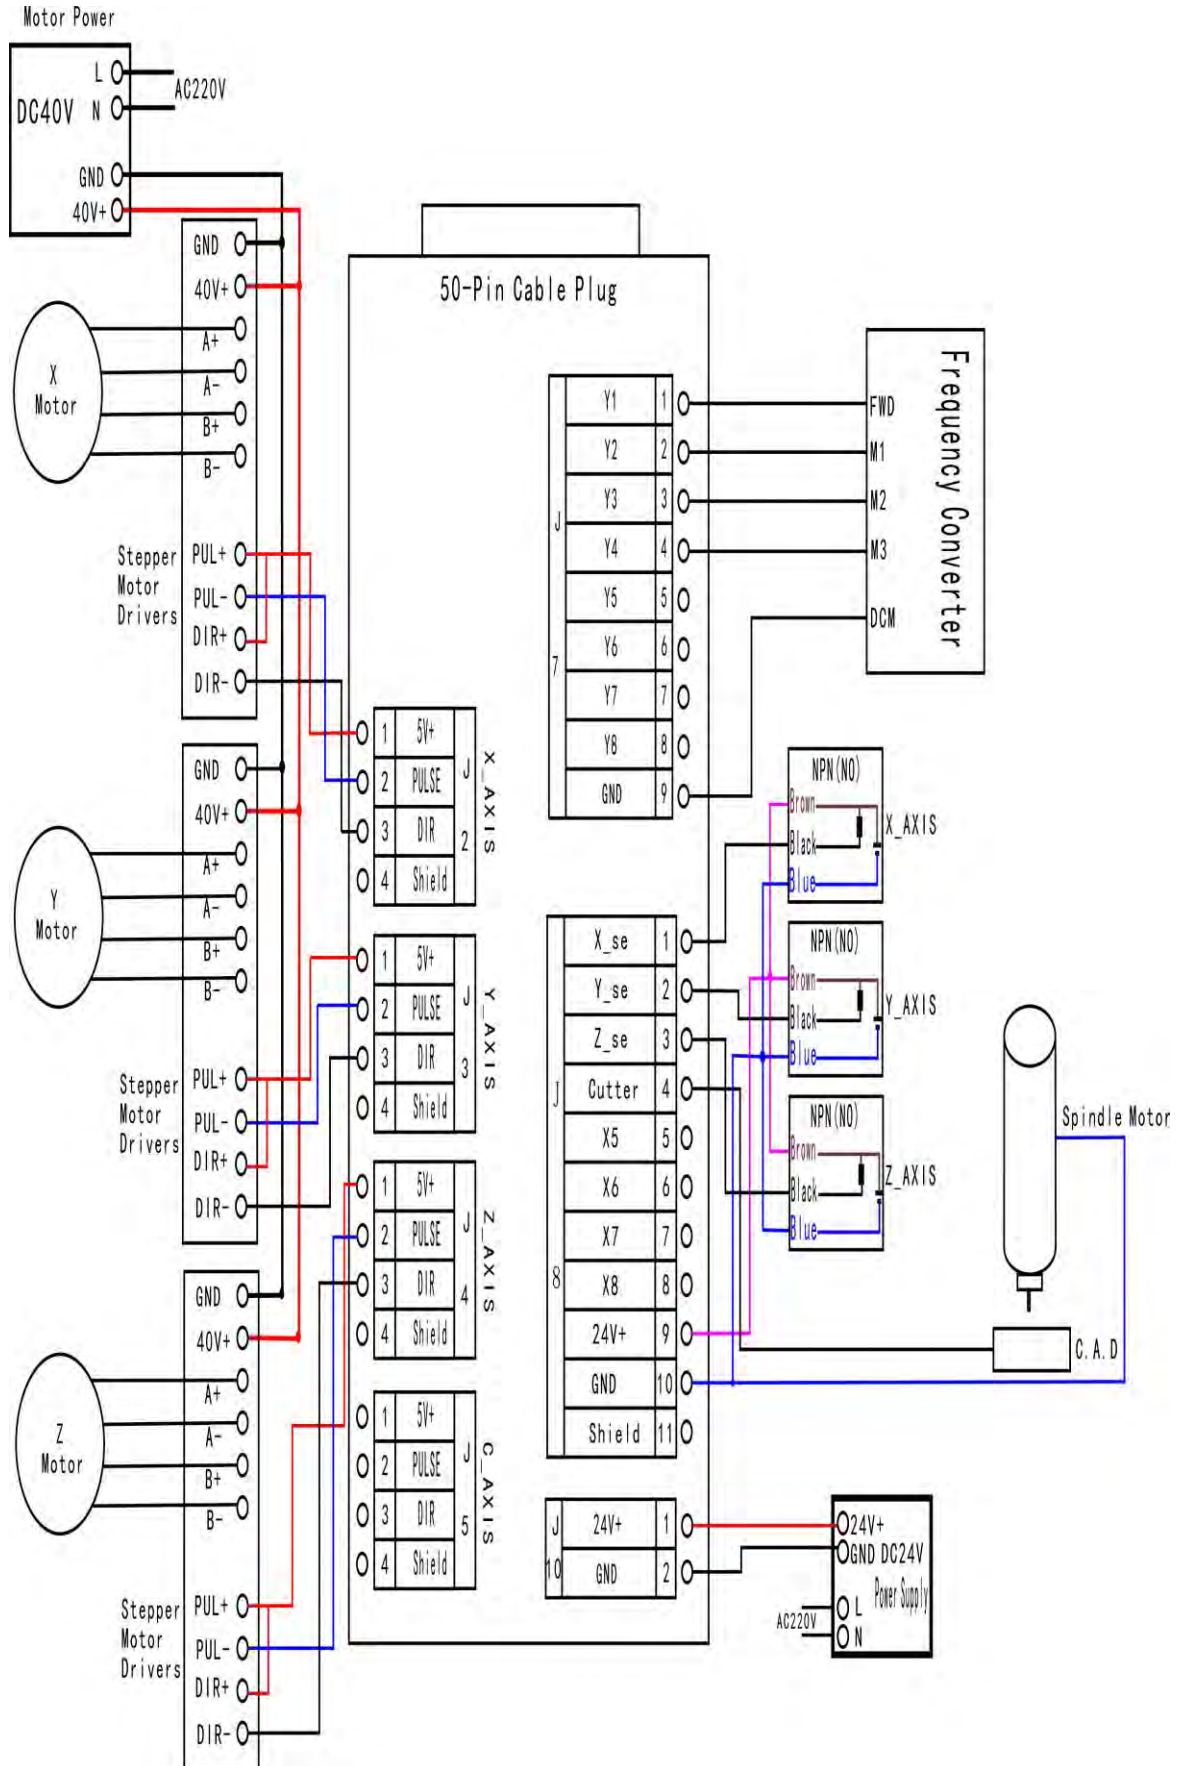 Motor Power
L
AC220V
DC40V
N
GND
40V+
GND
40V+
A+
A-
B+
B-
X
Motor
Stepper
Motor
Drivers
PUL+
PUL-
DIR+
DIR-
GND
40V+
A+
A-
B+
B-
Y
Motor
Stepper
Motor
Drivers
PUL+
PUL-
DIR+
DIR-
GND
40V+
A+
A-
B+
B-
Z
Motor
Stepper
Motor
Drivers
PUL+
PUL-
DIR+
DIR-
50-Pin Cable Plug
1 5V+
2 PULSE
3 DIR
4 Shield
J2
X_AXIS
1 5V+
2 PULSE
3 DIR
4 Shield
J3
Y_AXIS
1 5V+
2 PULSE
3 DIR
4 Shield
J4
Z_AXIS
1 5V+
2 PULSE
3 DIR
4 Shield
J5
C_AXIS
J7
Y1 1
Y2 2
Y3 3
Y4 4
Y5 5
Y6 6
Y7 7
Y8 8
GND 9
J8
X_se 1
Y_se 2
Z_se 3
Cutter 4
X5 5
X6 6
X7 7
X8 8
24V+ 9
GND 10
Shield 11
J10
24V+ 1
GND 2
FWD
M1
M2
M3
DCM
Frequency Converter
NPN(NO)
Brown
Black
Blue
X_AXIS
NPN(NO)
Brown
Black
Blue
Y_AXIS
NPN(NO)
Brown
Black
Blue
Z_AXIS
Spindle Motor
C.A.D
24V+
GND DC24V
Power Supply
AC220V
L
N